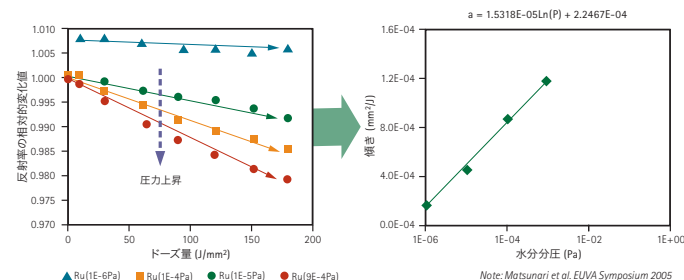 a = 1.5318E-05Ln(P) + 2.2467E-04
反射率の相対的変化値
1.010
1.005
1.000
0.995
0.990
0.985
0.980
0.975
0.970
圧力上昇
0 50 100 150 200
ドーズ量 (J/mm²)
Ru(1E-6Pa) Ru(1E-4Pa) Ru(1E-5Pa) Ru(9E-4Pa)
傾き (mm²/J)
1.6E-04
1.2E-04
8.0E-04
4.0E-04
0.0E-04
1E-06 1E-04 1E-02 1E+00
水分分圧 (Pa)
Note: Matsunari et al. EUVA Symposium 2005